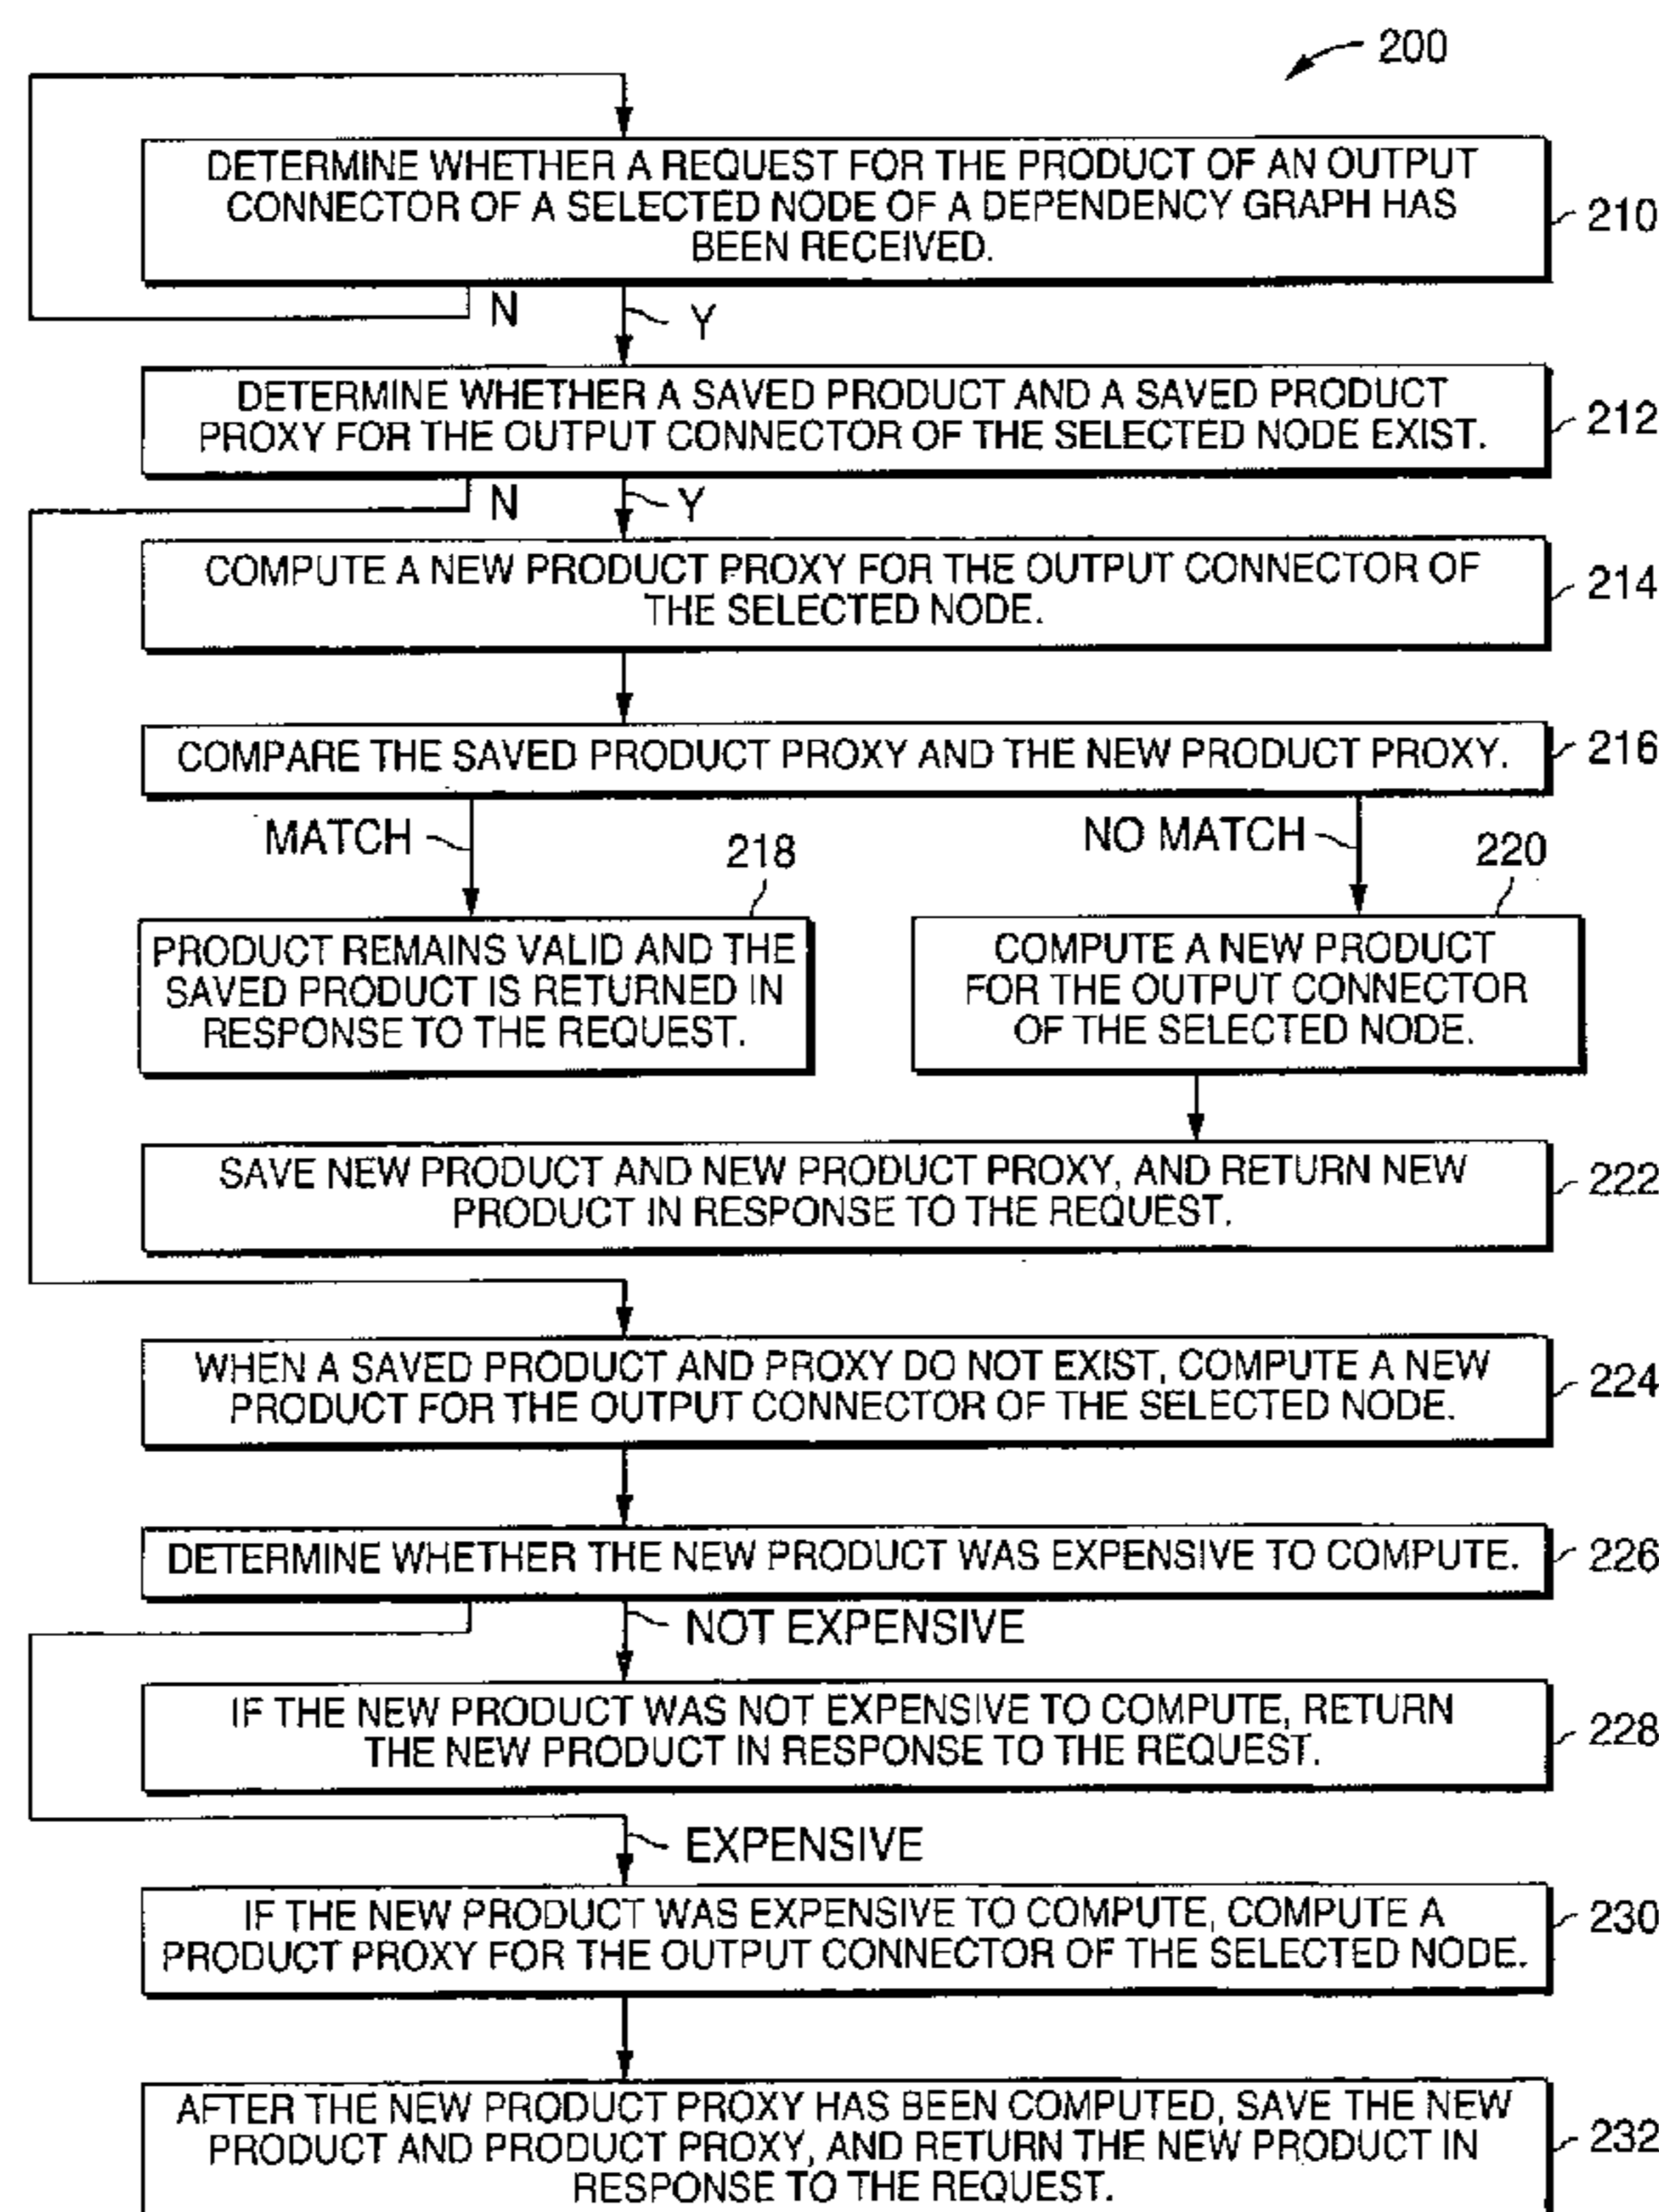 200
DETERMINE WHETHER A REQUEST FOR THE PRODUCT OF AN OUTPUT
CONNECTOR OF A SELECTED NODE OF A DEPENDENCY GRAPH HAS
BEEN RECEIVED.
210
N
Y
DETERMINE WHETHER A SAVED PRODUCT AND A SAVED PRODUCT
PROXY FOR THE OUTPUT CONNECTOR OF THE SELECTED NODE EXIST.
212
N
Y
COMPUTE A NEW PRODUCT PROXY FOR THE OUTPUT CONNECTOR OF
THE SELECTED NODE.
214
COMPARE THE SAVED PRODUCT PROXY AND THE NEW PRODUCT PROXY.
216
MATCH
218
NO MATCH
220
PRODUCT REMAINS VALID AND THE
SAVED PRODUCT IS RETURNED IN
RESPONSE TO THE REQUEST.
COMPUTE A NEW PRODUCT
FOR THE OUTPUT CONNECTOR
OF THE SELECTED NODE.
SAVE NEW PRODUCT AND NEW PRODUCT PROXY, AND RETURN NEW
PRODUCT IN RESPONSE TO THE REQUEST.
222
WHEN A SAVED PRODUCT AND PROXY DO NOT EXIST, COMPUTE A NEW
PRODUCT FOR THE OUTPUT CONNECTOR OF THE SELECTED NODE.
224
DETERMINE WHETHER THE NEW PRODUCT WAS EXPENSIVE TO COMPUTE.
226
NOT EXPENSIVE
IF THE NEW PRODUCT WAS NOT EXPENSIVE TO COMPUTE, RETURN
THE NEW PRODUCT IN RESPONSE TO THE REQUEST.
228
EXPENSIVE
IF THE NEW PRODUCT WAS EXPENSIVE TO COMPUTE, COMPUTE A
PRODUCT PROXY FOR THE OUTPUT CONNECTOR OF THE SELECTED NODE.
230
AFTER THE NEW PRODUCT PROXY HAS BEEN COMPUTED, SAVE THE NEW
PRODUCT AND PRODUCT PROXY, AND RETURN THE NEW PRODUCT IN
RESPONSE TO THE REQUEST.
232